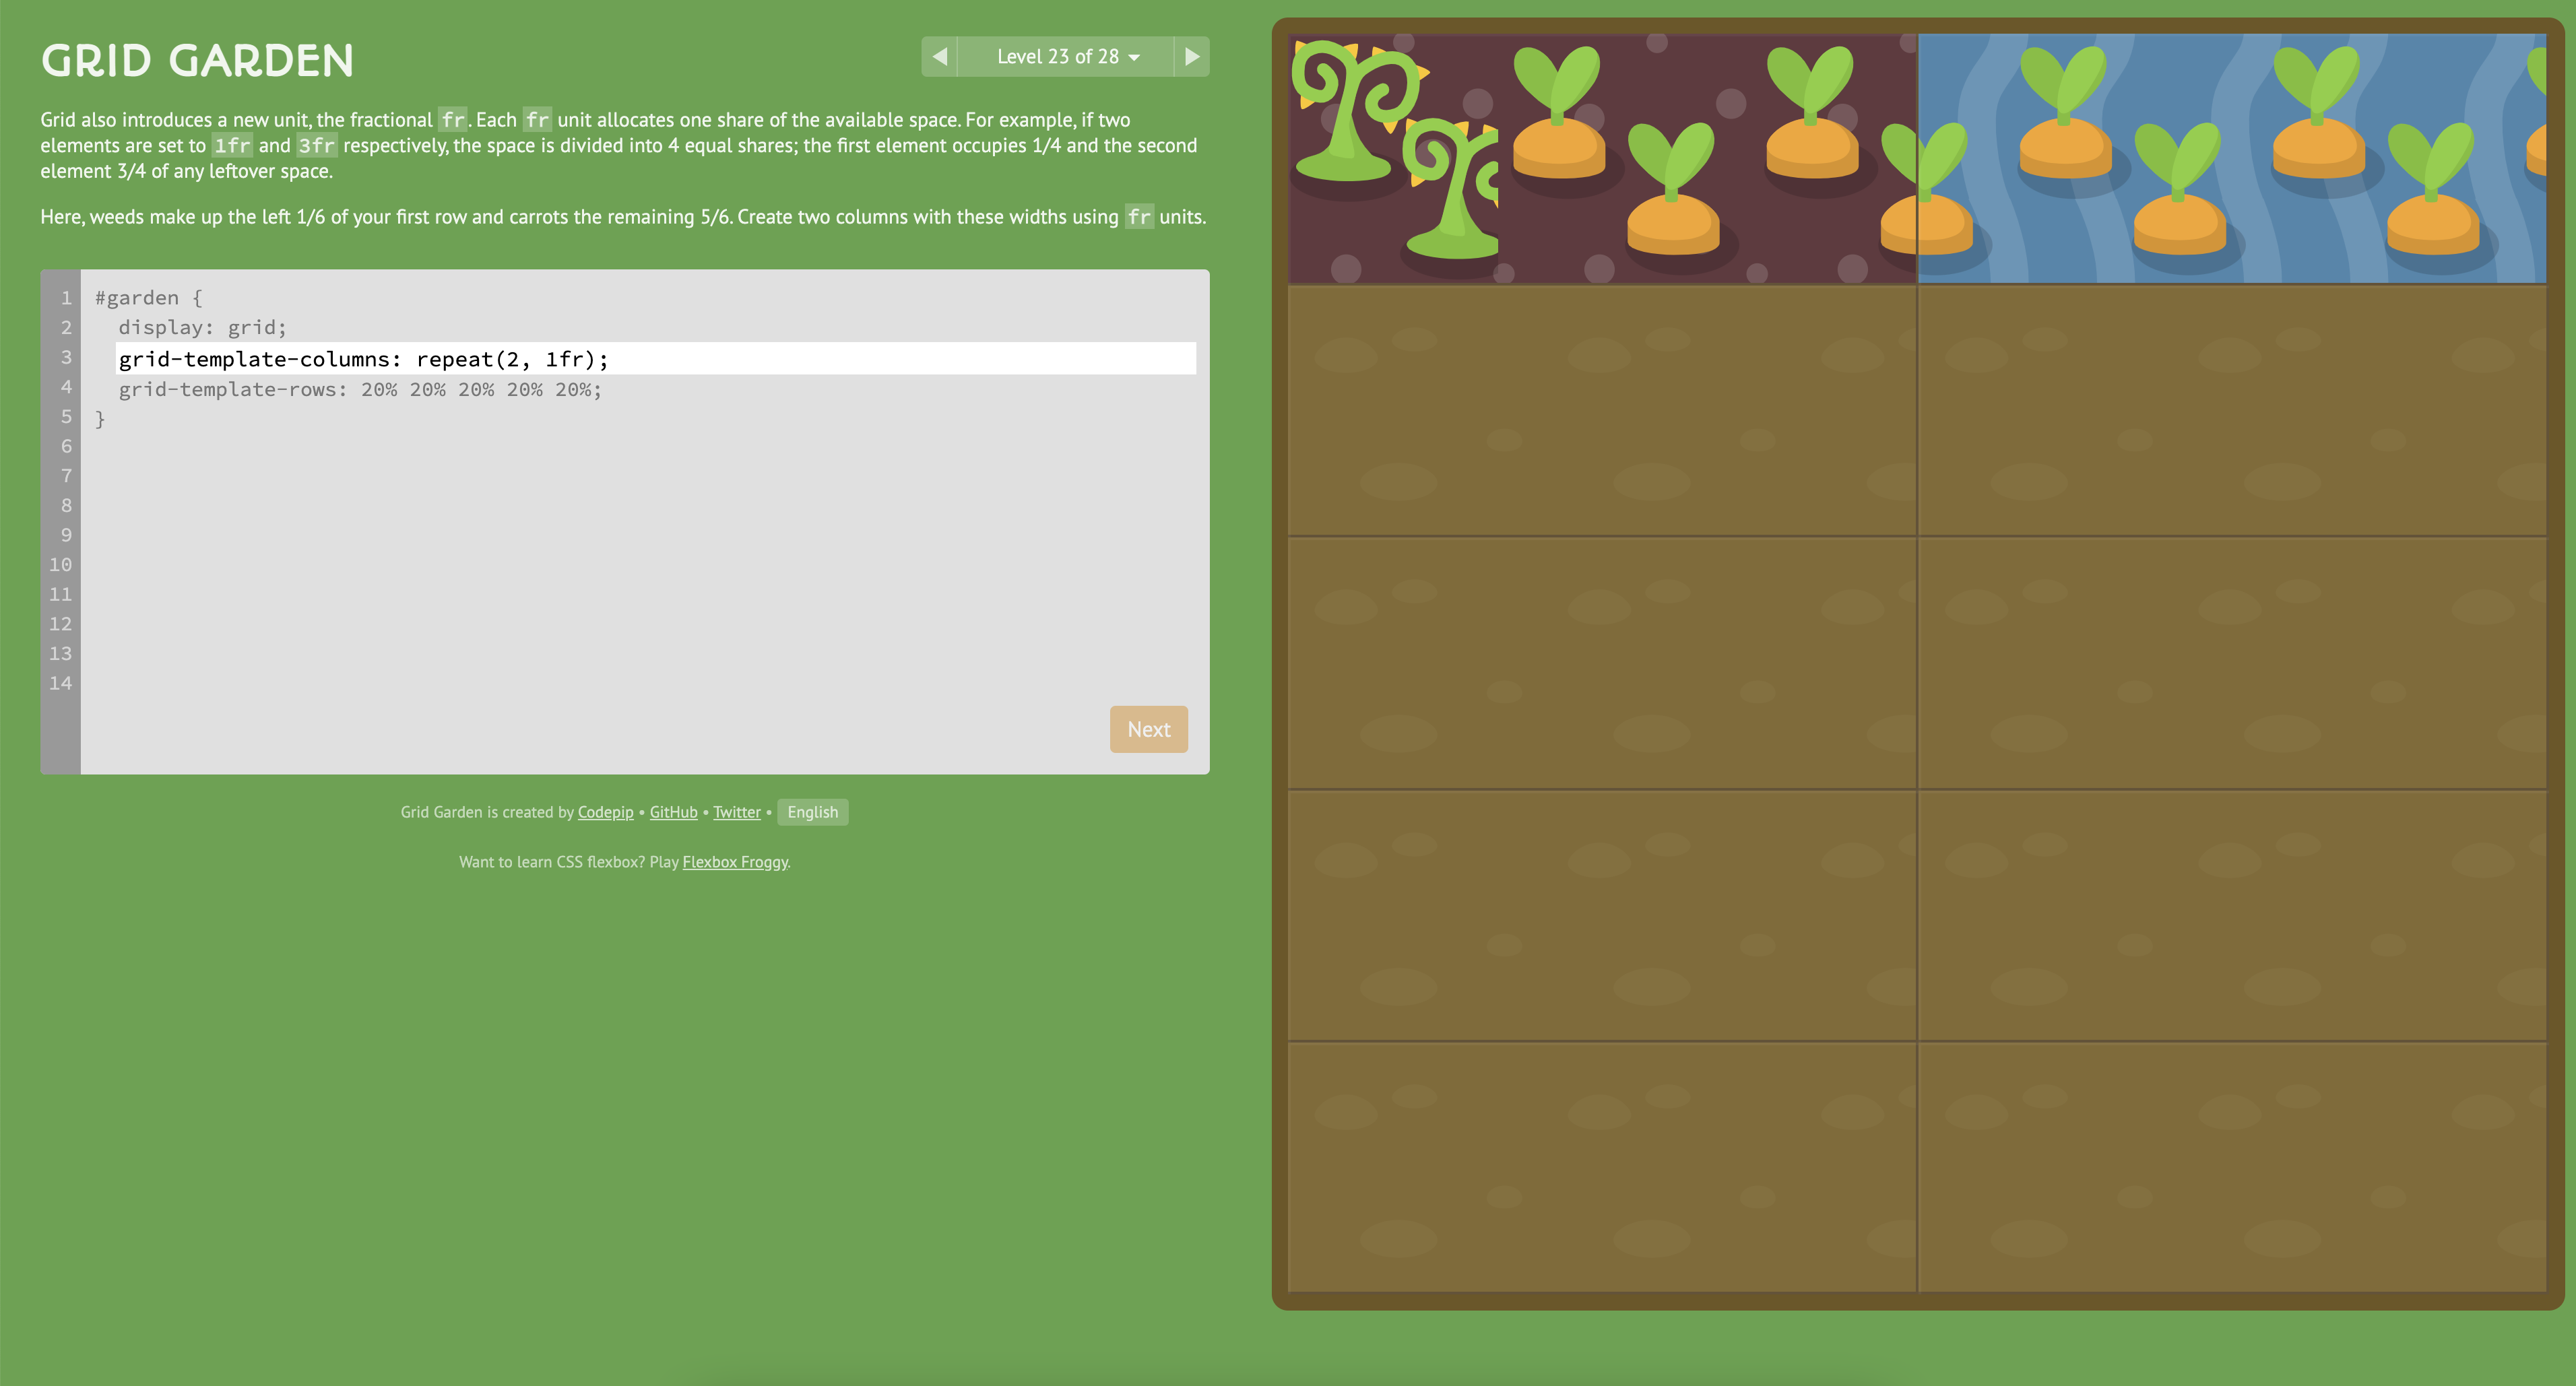 GRID GARDEN
Level 23 of 28
Grid also introduces a new unit, the fractional fr. Each fr unit allocates one share of the available space. For example, if two
elements are set to 1fr and 3fr respectively, the space is divided into 4 equal shares; the first element occupies 1/4 and the second
element 3/4 of any leftover space.
Here, weeds make up the left 1/6 of your first row and carrots the remaining 5/6. Create two columns with these widths using fr units.
1 #garden {
2 display: grid;
3 grid-template-columns: repeat(2, 1fr);
4 grid-template-rows: 20% 20% 20% 20% 20%;
5 }
6
7
8
9
10
11
12
13
14
Next
Grid Garden is created by Codepip • GitHub • Twitter • English
Want to learn CSS flexbox? Play Flexbox Froggy.